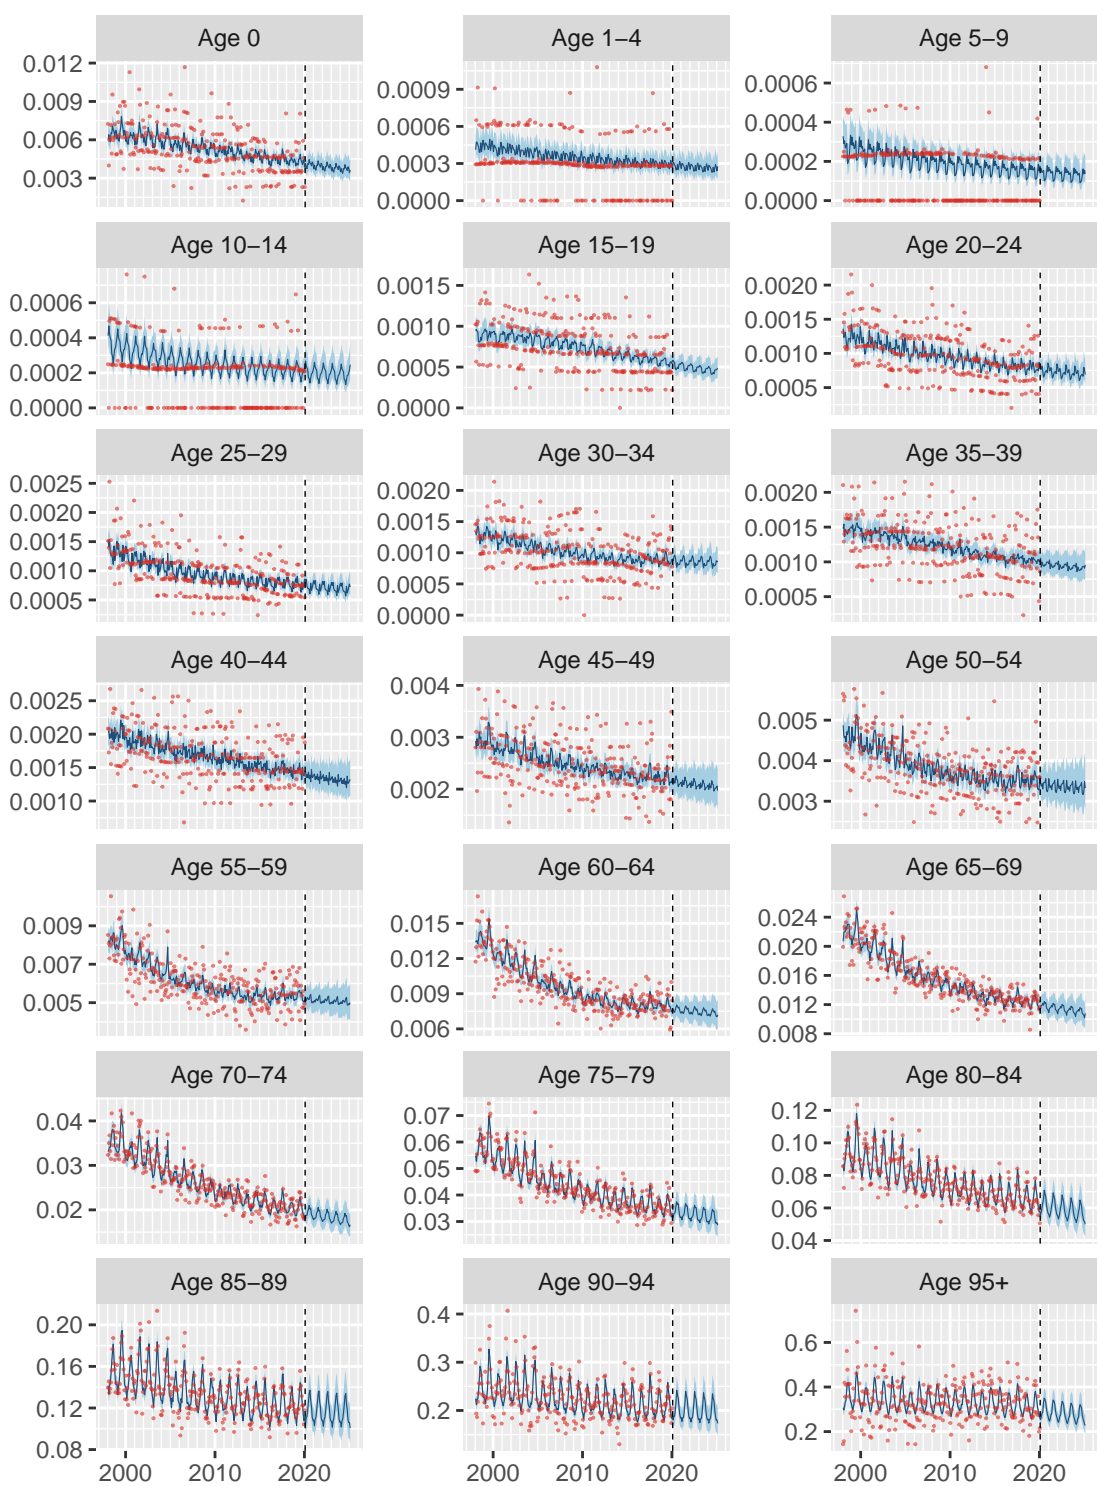 Age 0 Age 1−4 Age 5−9
0.012 0.009 0.006 0.003
0.0009 0.0006 0.0003 0.0000
0.0006 0.0004 0.0002 0.0000
Age 10−14 Age 15−19 Age 20−24
0.0006 0.0004 0.0002 0.0000
0.0015 0.0010 0.0005 0.0000
0.0020 0.0015 0.0010 0.0005
Age 25−29 Age 30−34 Age 35−39
0.0025 0.0020 0.0015 0.0010 0.0005
0.0020 0.0015 0.0010 0.0005 0.0000
0.0020 0.0015 0.0010 0.0005
Age 40−44 Age 45−49 Age 50−54
0.0025 0.0020 0.0015 0.0010
0.004 0.003 0.002
0.005 0.004 0.003
Age 55−59 Age 60−64 Age 65−69
0.009 0.007 0.005
0.015 0.012 0.009 0.006
0.024 0.020 0.016 0.012 0.008
Age 70−74 Age 75−79 Age 80−84
0.04 0.03 0.02
0.07 0.06 0.05 0.04 0.03
0.12 0.10 0.08 0.06 0.04
Age 85−89 Age 90−94 Age 95+
0.20 0.16 0.12 0.08
0.4 0.3 0.2
0.6 0.4 0.2
2000 2010 2020 2000 2010 2020 2000 2010 2020